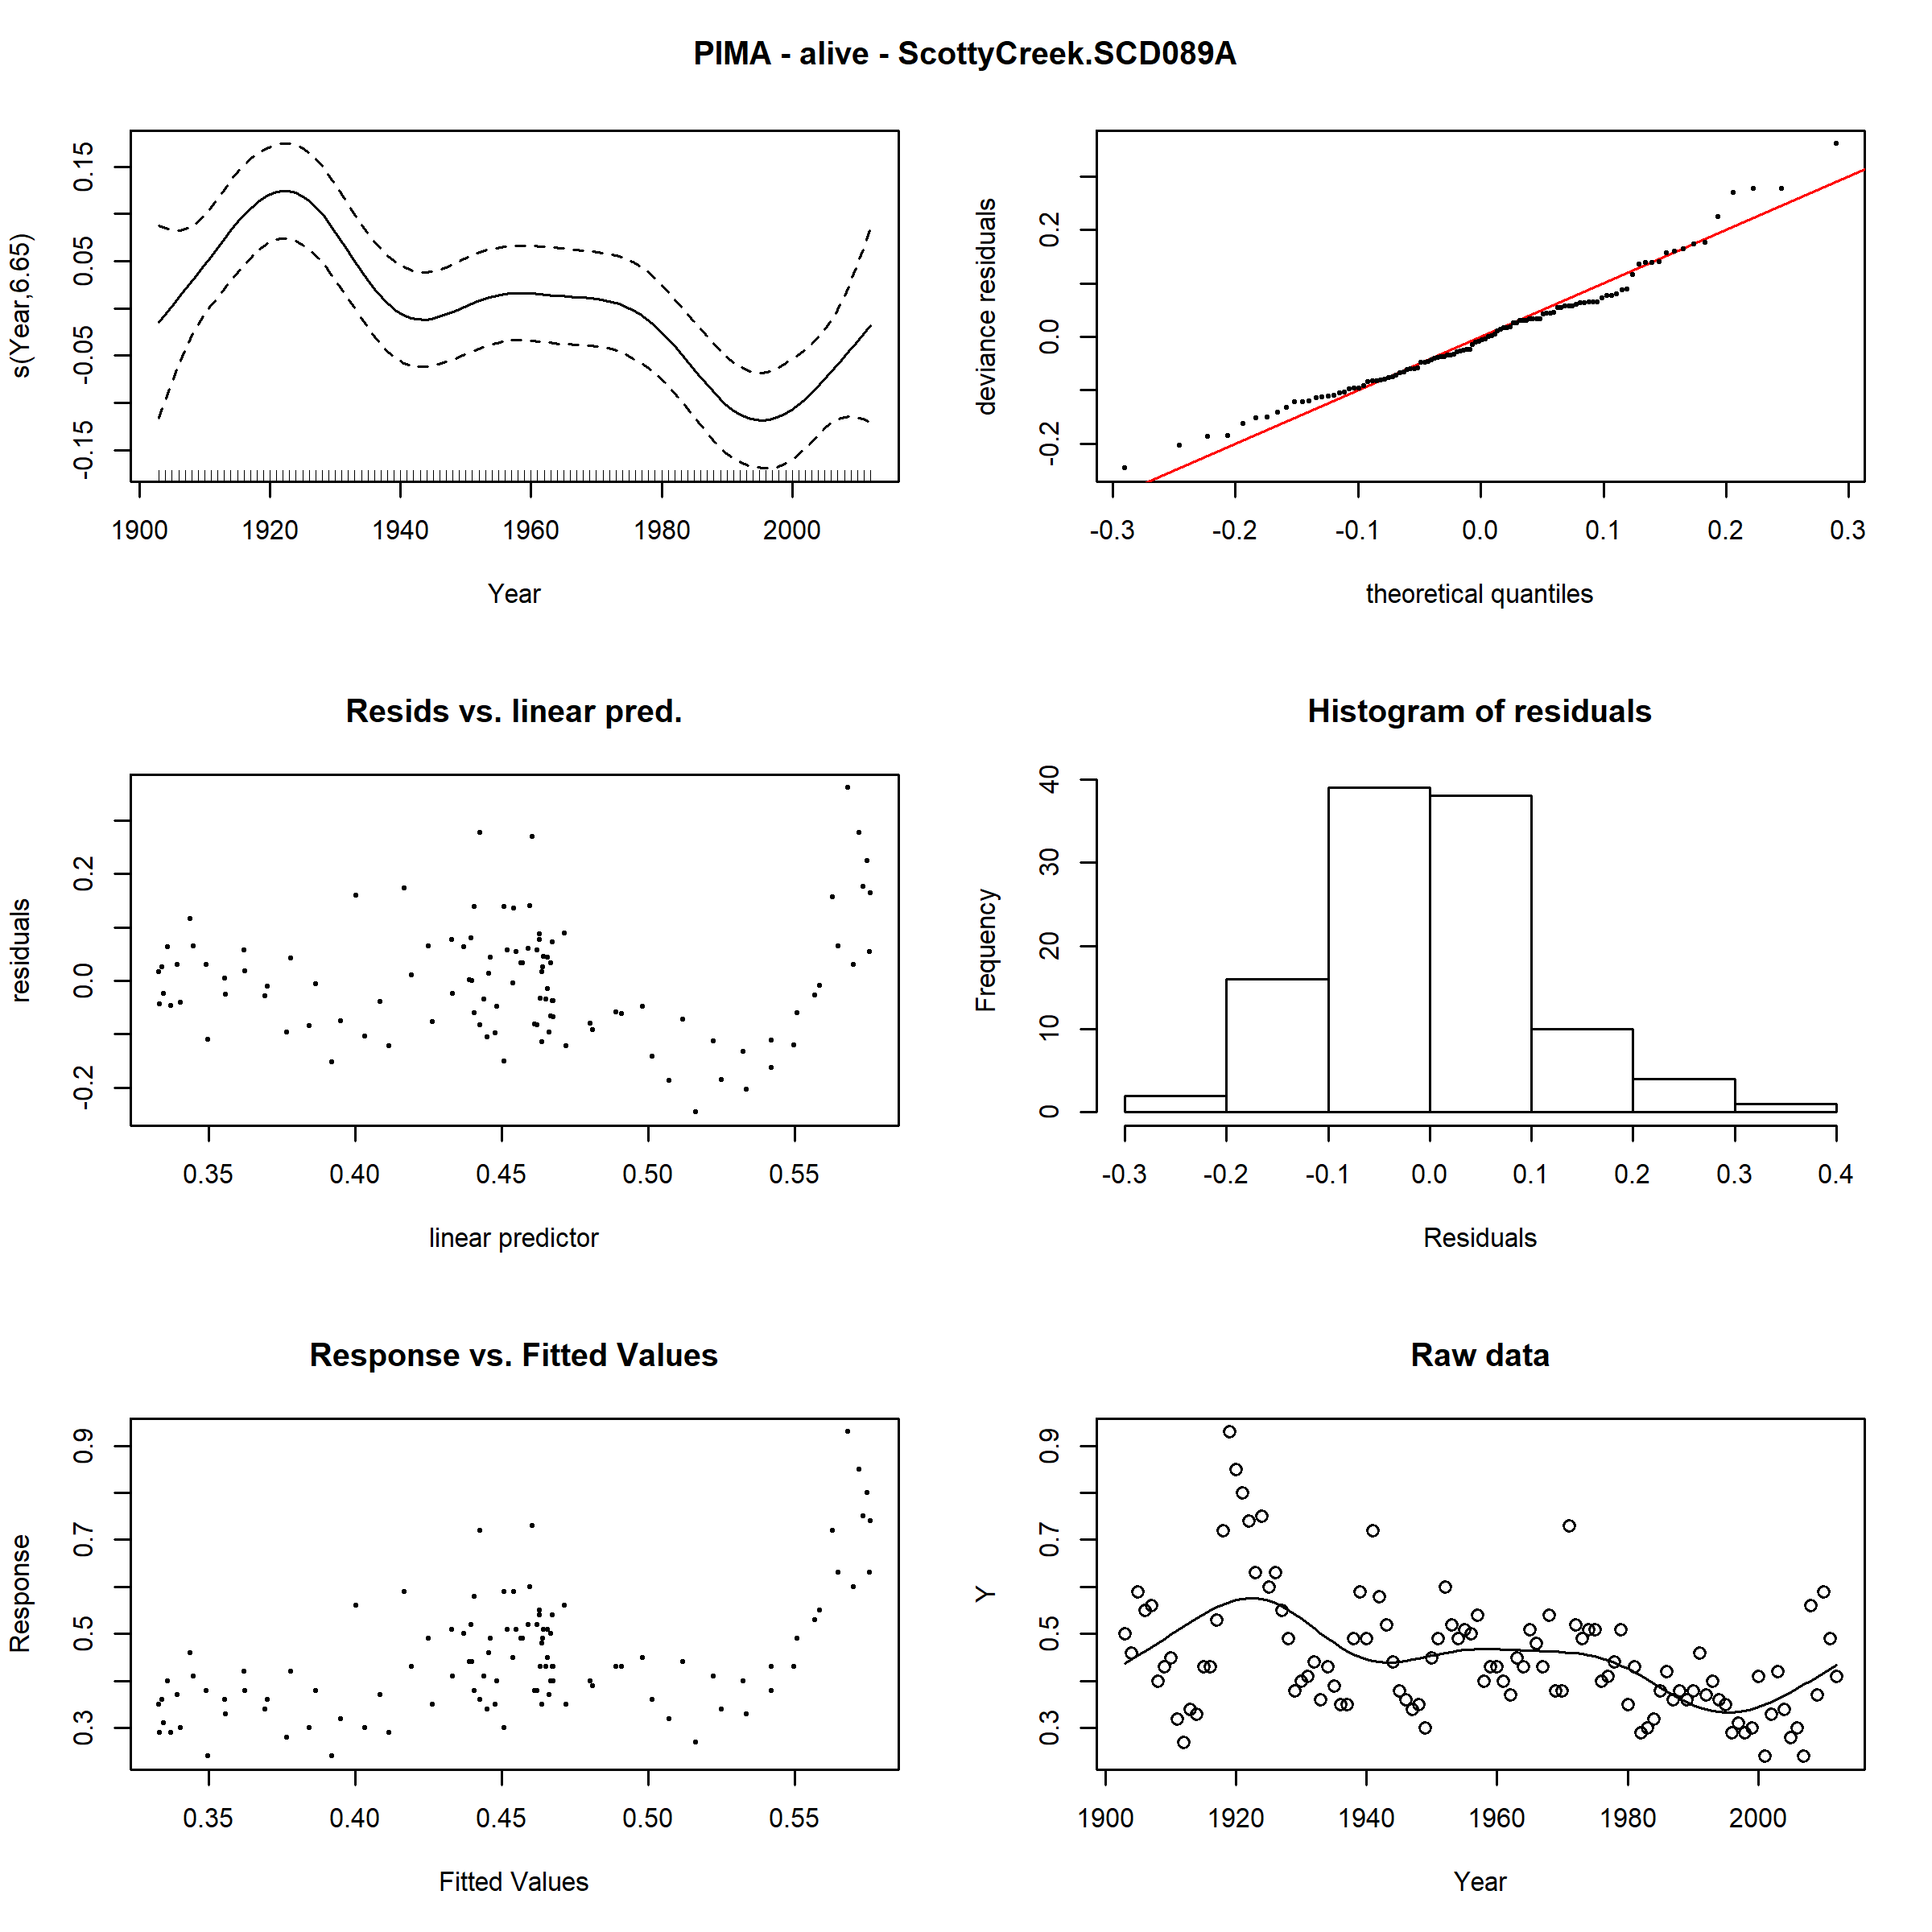 PIMA - alive - ScottyCreek.SCD089A
s(Year,6.65)
0.15
0.05
-0.05
-0.15
1900 1920 1940 1960 1980 2000
Year
deviance residuals
0.2
0.0
-0.2
-0.3 -0.2 -0.1 0.0 0.1 0.2 0.3
theoretical quantiles
Resids vs. linear pred.
residuals
0.2
0.0
-0.2
0.35 0.40 0.45 0.50 0.55
linear predictor
Histogram of residuals
Frequency
40
30
20
10
0
-0.3 -0.2 -0.1 0.0 0.1 0.2 0.3 0.4
Residuals
Response vs. Fitted Values
Response
0.9
0.7
0.5
0.3
0.35 0.40 0.45 0.50 0.55
Fitted Values
Raw data
Y
0.9
0.7
0.5
0.3
1900 1920 1940 1960 1980 2000
Year